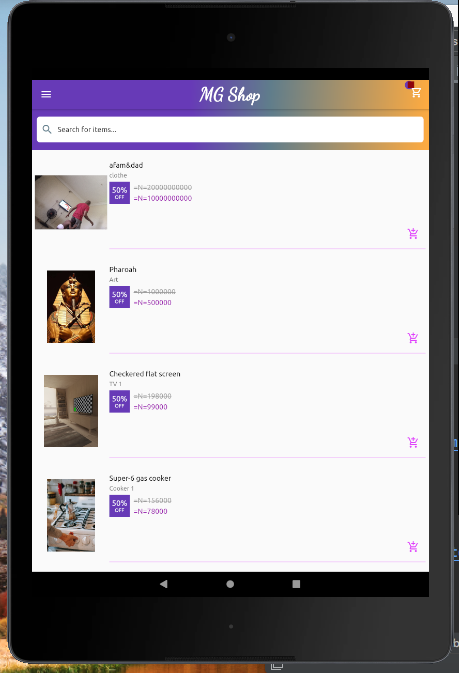 MG Shop
Search for items...
afam&dad
clothe
50%
OFF
=N=20000000000
=N=10000000000
Pharoah
Art
50%
OFF
=N=1000000
=N=500000
Checkered flat screen
TV 1
50%
OFF
=N=198000
=N=99000
Super-6 gas cooker
Cooker 1
50%
OFF
=N=156000
=N=78000